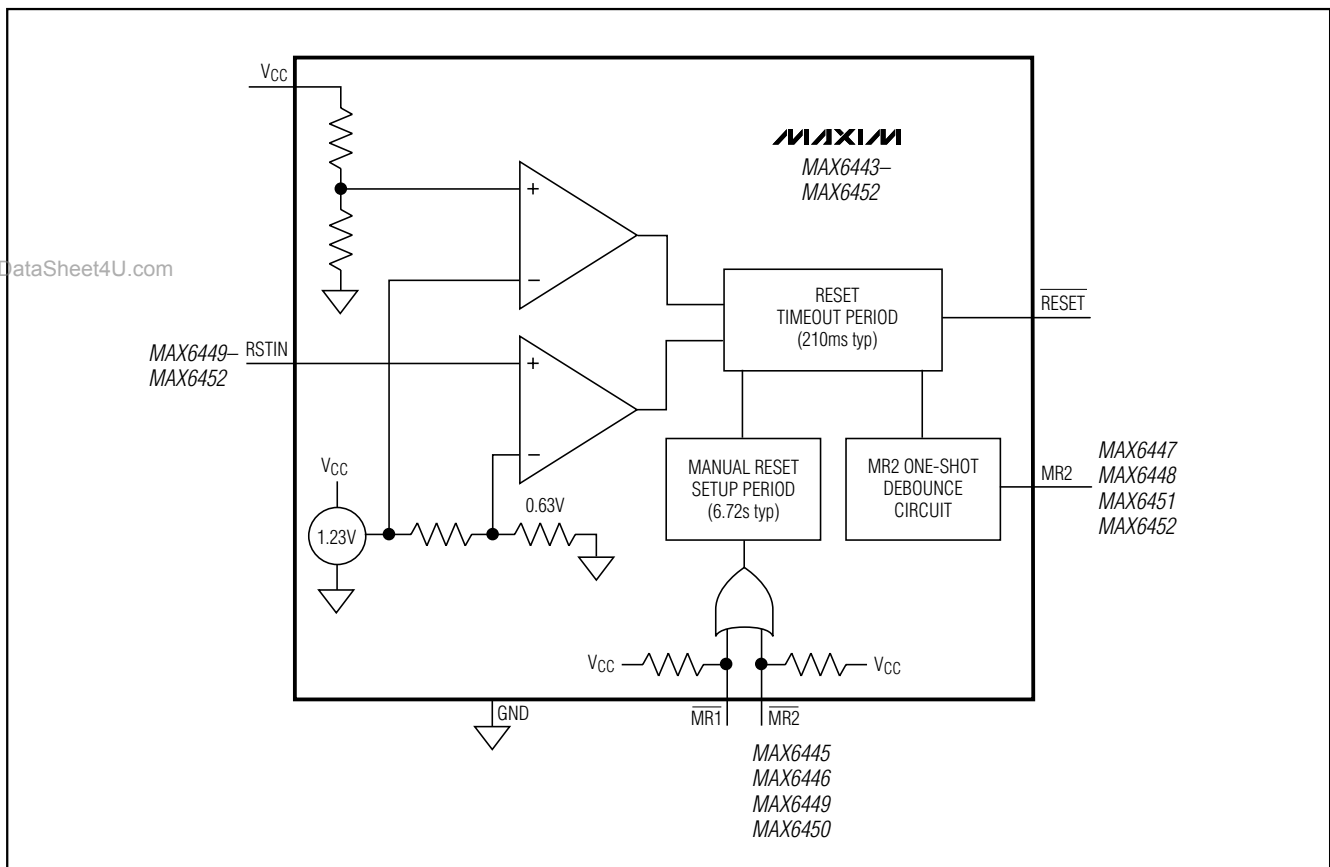 VCC
MAXIM
MAX6443–
MAX6452
+
−
DataSheet4U.com
RESET
TIMEOUT PERIOD
(210ms typ)
RESET
MAX6449–
MAX6452
RSTIN
+
−
VCC
1.23V
0.63V
MANUAL RESET
SETUP PERIOD
(6.72s typ)
MR2 ONE-SHOT
DEBOUNCE
CIRCUIT
MR2
MAX6447
MAX6448
MAX6451
MAX6452
VCC
VCC
GND
MR1
MR2
MAX6445
MAX6446
MAX6449
MAX6450